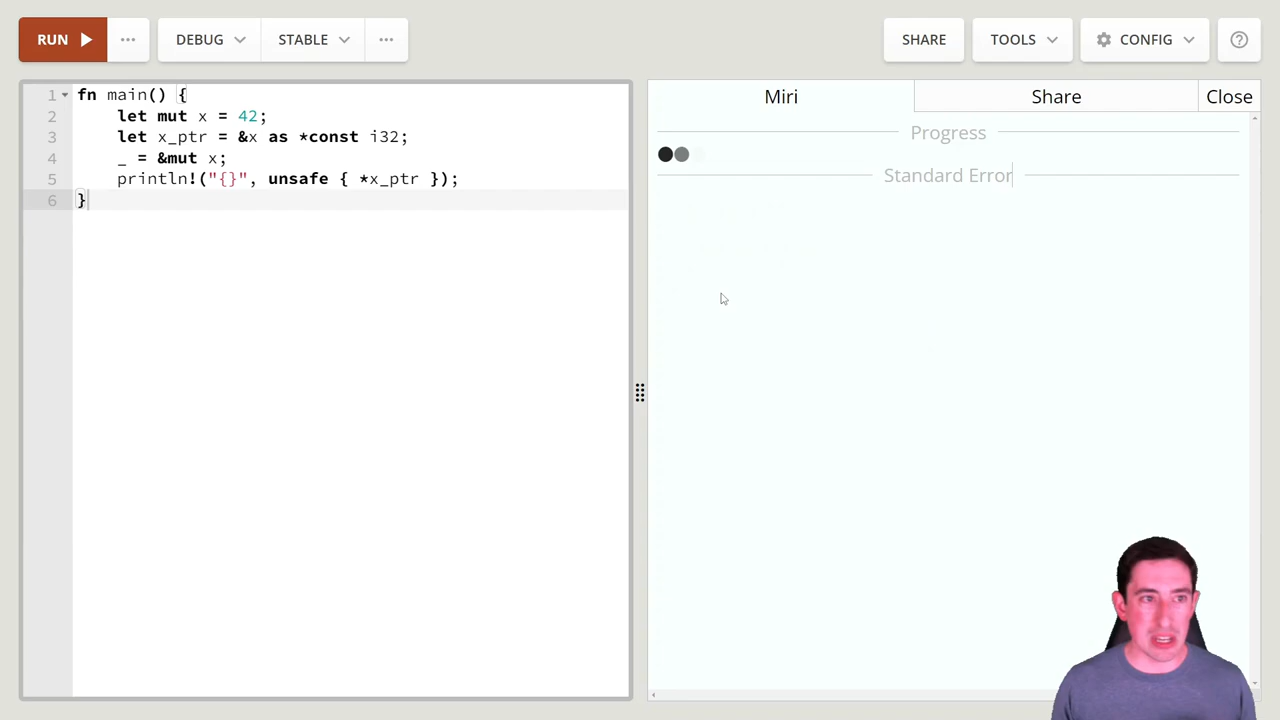 RUN
DEBUG
STABLE
SHARE
TOOLS
CONFIG
Miri
Share
Close
1 fn main() {
2 let mut x = 42;
3 let x_ptr = &x as *const i32;
4 _ = &mut x;
5 println!("{}", unsafe { *x_ptr });
6 }
Progress
Standard Error